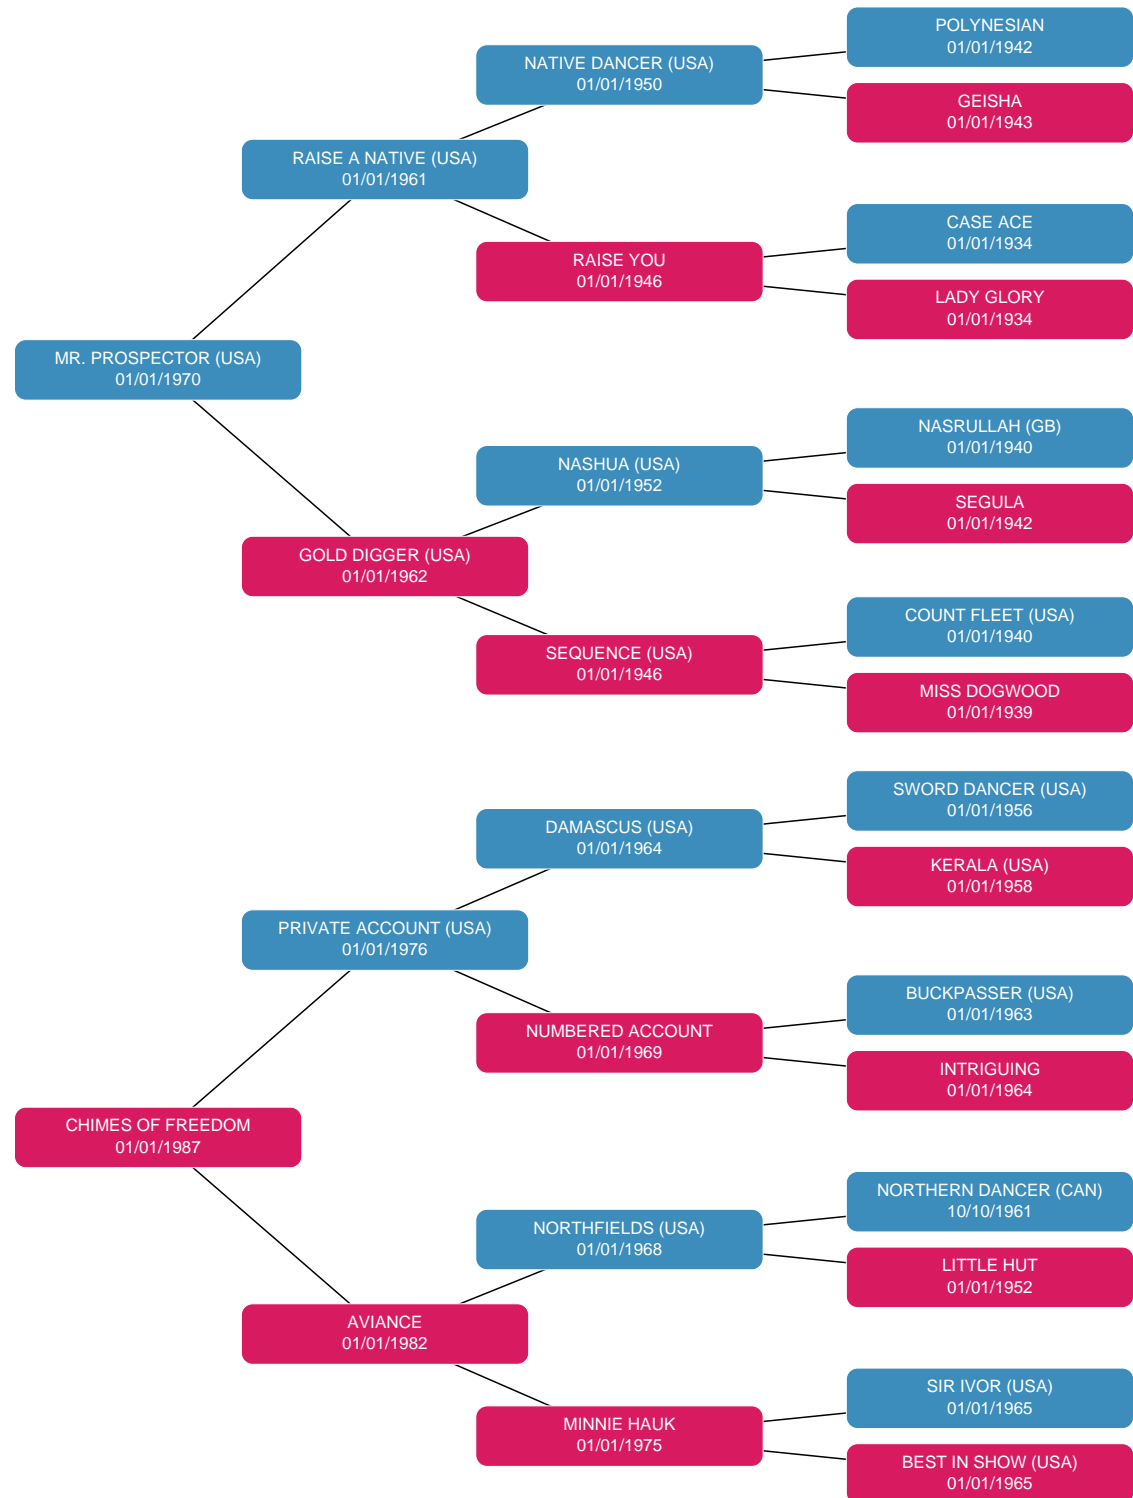 POLYNESIAN
01/01/1942
NATIVE DANCER (USA)
01/01/1950
GEISHA
01/01/1943
RAISE A NATIVE (USA)
01/01/1961
CASE ACE
01/01/1934
RAISE YOU
01/01/1946
LADY GLORY
01/01/1934
MR. PROSPECTOR (USA)
01/01/1970
NASRULLAH (GB)
01/01/1940
NASHUA (USA)
01/01/1952
SEGULA
01/01/1942
GOLD DIGGER (USA)
01/01/1962
COUNT FLEET (USA)
01/01/1940
SEQUENCE (USA)
01/01/1946
MISS DOGWOOD
01/01/1939
SWORD DANCER (USA)
01/01/1956
DAMASCUS (USA)
01/01/1964
KERALA (USA)
01/01/1958
PRIVATE ACCOUNT (USA)
01/01/1976
BUCKPASSER (USA)
01/01/1963
NUMBERED ACCOUNT
01/01/1969
INTRIGUING
01/01/1964
CHIMES OF FREEDOM
01/01/1987
NORTHERN DANCER (CAN)
10/10/1961
NORTHFIELDS (USA)
01/01/1968
LITTLE HUT
01/01/1952
AVIANCE
01/01/1982
SIR IVOR (USA)
01/01/1965
MINNIE HAUK
01/01/1975
BEST IN SHOW (USA)
01/01/1965